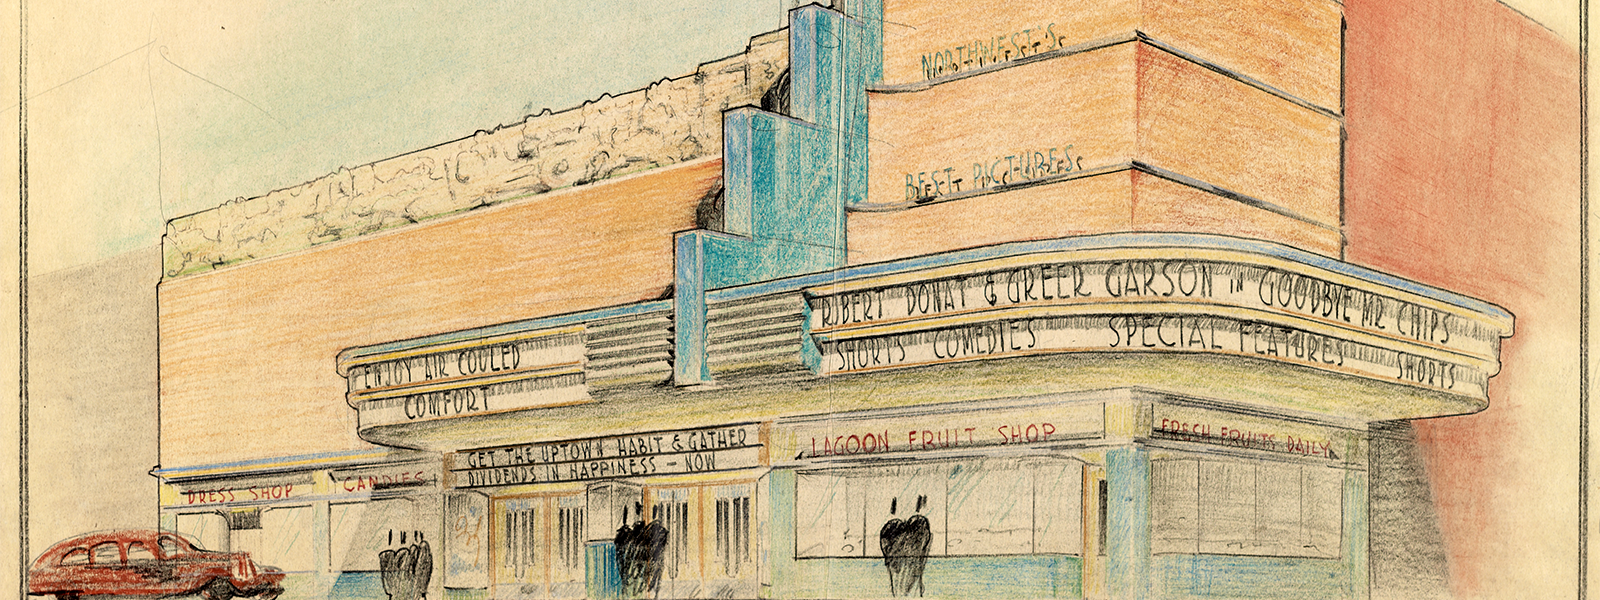 NORTHWEST'S
BEST PICTURES
ROBERT DONAT & GREER GARSON IN GOODBYE MR CHIPS
SHORTS COMEDIES SPECIAL FEATURES SHORTS
ENJOY AIR COOLED
COMFORT
GET THE UPTOWN HABIT & GATHER
DIVIDENDS IN HAPPINESS - NOW
LAGOON FRUIT SHOP
FRESH FRUITS DAILY
DRESS SHOP
CANDIES